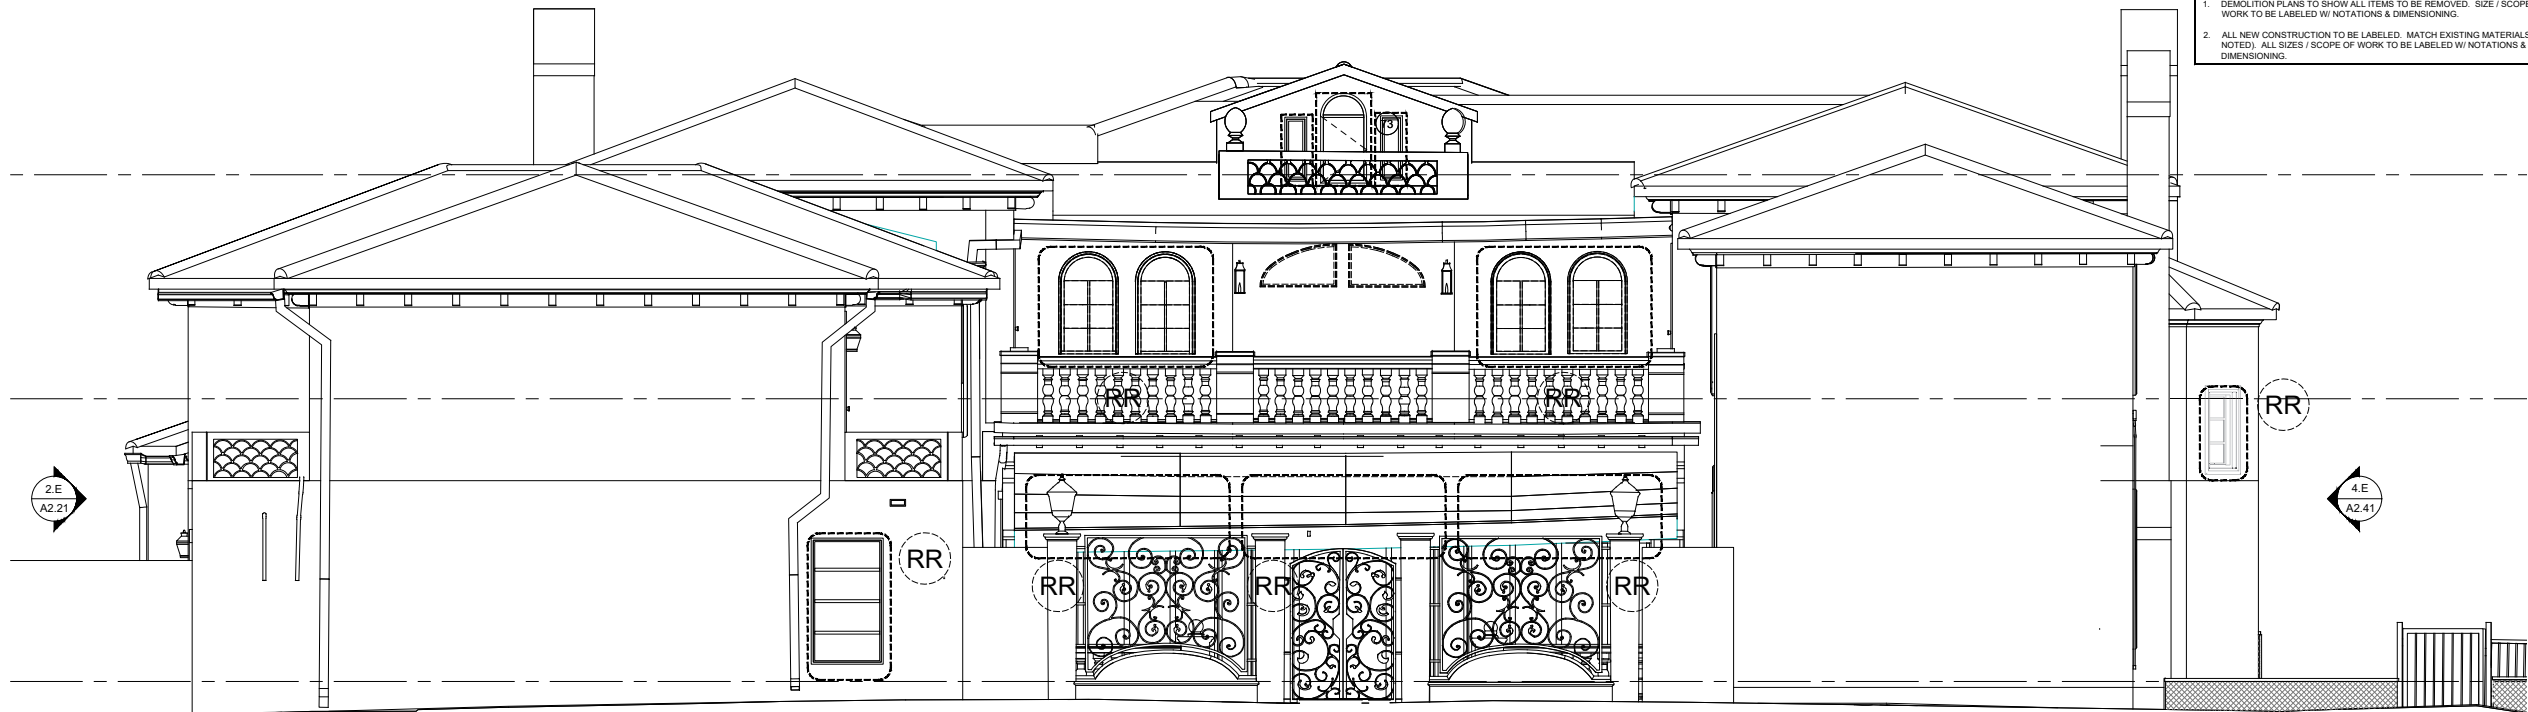 1. DEMOLITION PLANS TO SHOW ALL ITEMS TO BE REMOVED. SIZE / SCOPE
WORK TO BE LABELED W/ NOTATIONS & DIMENSIONING.
2. ALL NEW CONSTRUCTION TO BE LABELED. MATCH EXISTING MATERIALS
NOTED). ALL SIZES / SCOPE OF WORK TO BE LABELED W/ NOTATIONS &
DIMENSIONING.
73
RR
RR
RR
2.E
A2.21
4.E
A2.41
RR
RR
RR
RR